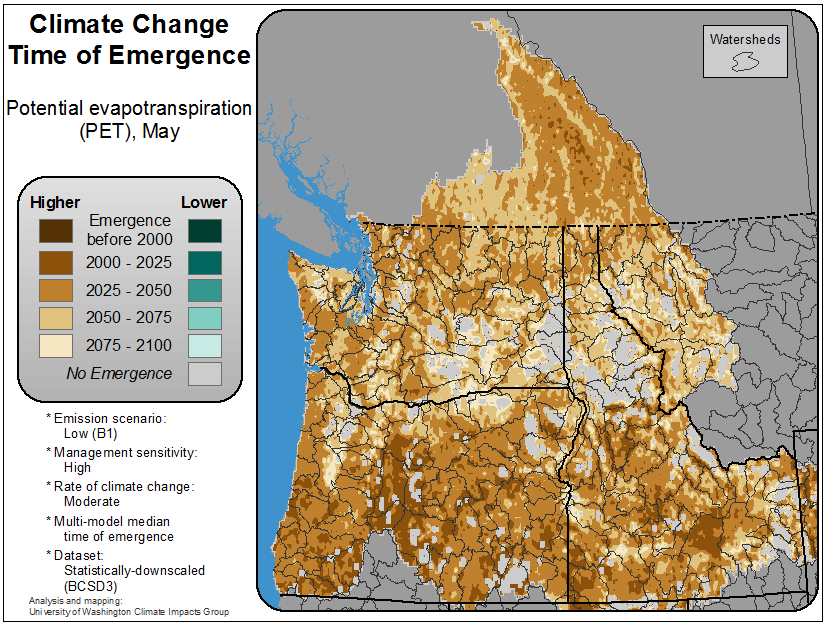 Climate Change
Time of Emergence
Potential evapotranspiration
(PET), May
Watersheds
Higher
Lower
Emergence
before 2000
2000 - 2025
2025 - 2050
2050 - 2075
2075 - 2100
No Emergence
* Emission scenario:
Low (B1)
* Management sensitivity:
High
* Rate of climate change:
Moderate
* Multi-model median
time of emergence
* Dataset:
Statistically-downscaled
(BCSD3)
Analysis and mapping:
University of Washington Climate Impacts Group